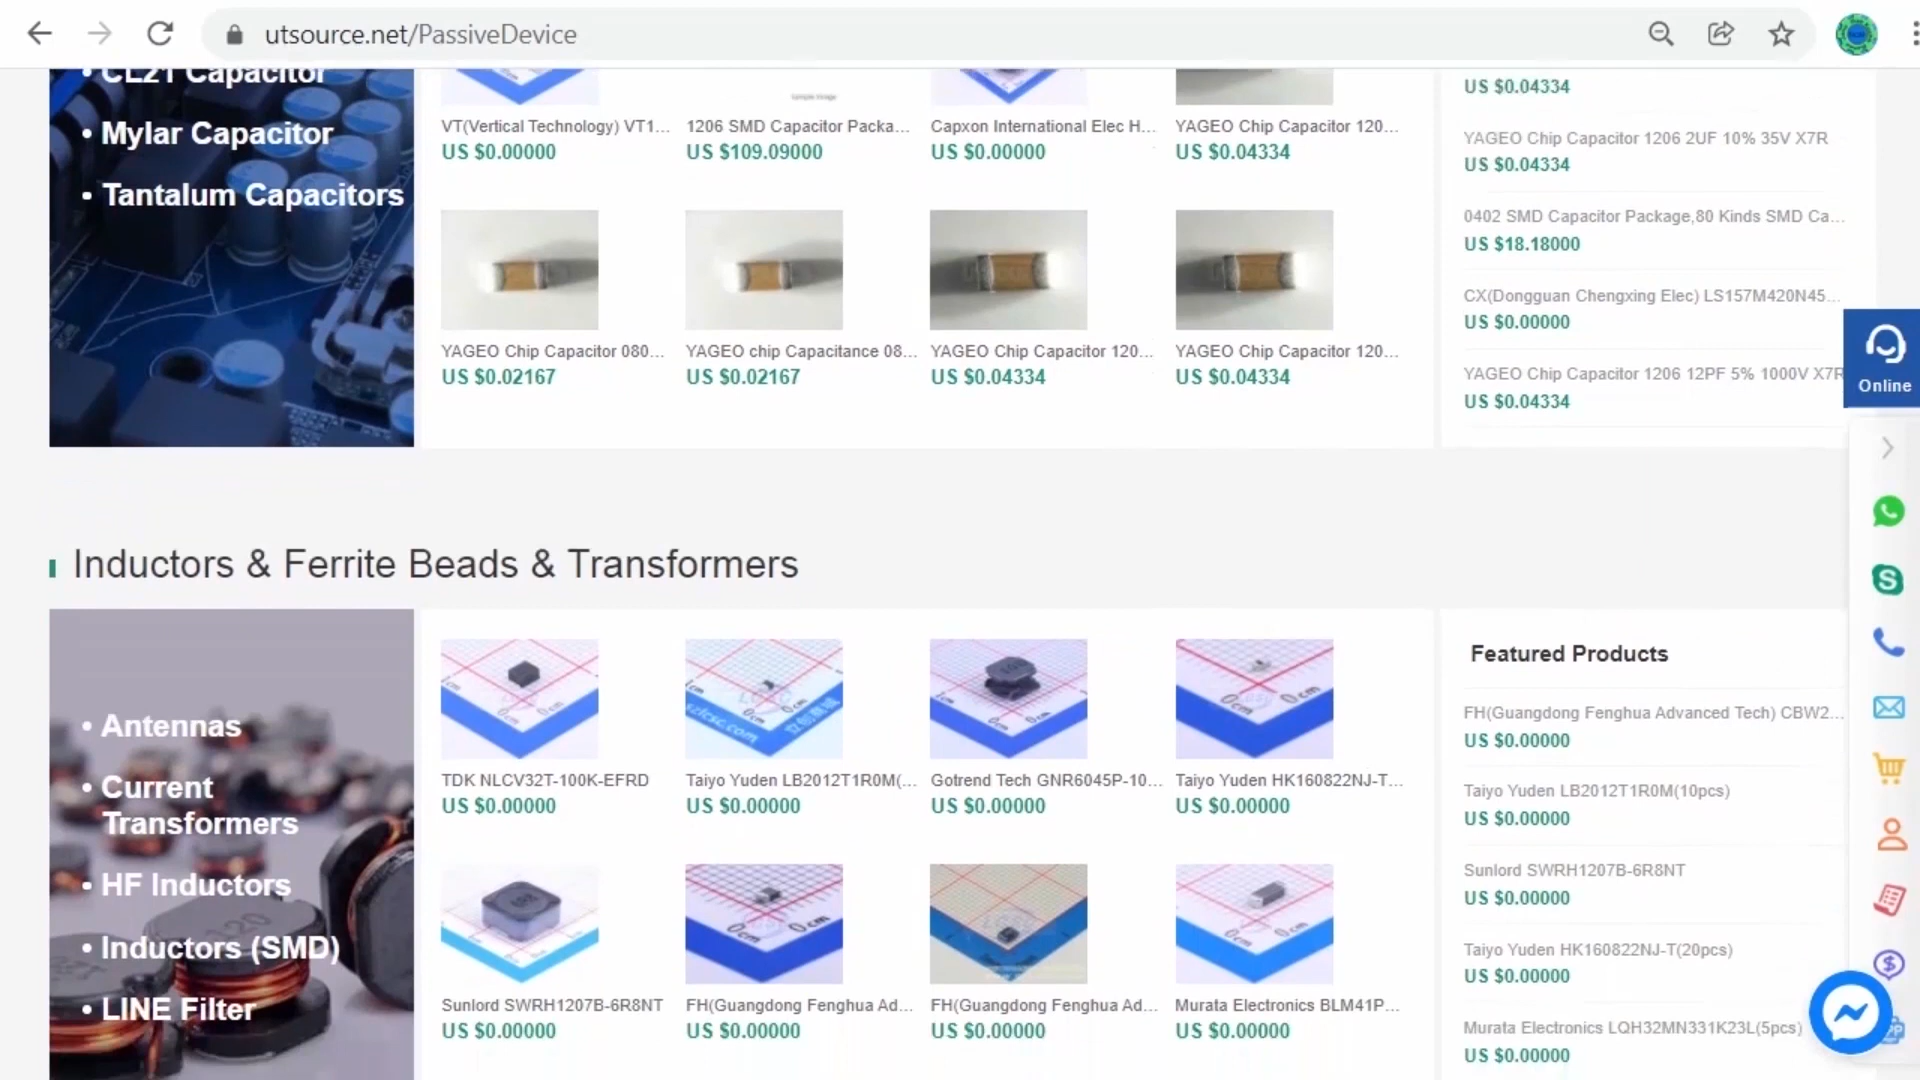 utsource.net/PassiveDevice
• CL21 Capacitor
• Mylar Capacitor
• Tantalum Capacitors
VT(Vertical Technology) VT1...
US $0.00000
1206 SMD Capacitor Packa...
US $109.09000
Capxon International Elec H...
US $0.00000
YAGEO Chip Capacitor 120...
US $0.04334
YAGEO Chip Capacitor 080...
US $0.02167
YAGEO chip Capacitance 08...
US $0.02167
YAGEO Chip Capacitor 120...
US $0.04334
YAGEO Chip Capacitor 120...
US $0.04334
US $0.04334
YAGEO Chip Capacitor 1206 2UF 10% 35V X7R
US $0.04334
0402 SMD Capacitor Package,80 Kinds SMD Ca...
US $18.18000
CX(Dongguan Chengxing Elec) LS157M420N45...
US $0.00000
YAGEO Chip Capacitor 1206 12PF 5% 1000V X7R
US $0.04334
Online
Inductors & Ferrite Beads & Transformers
• Antennas
• Current
Transformers
• HF Inductors
• Inductors (SMD)
• LINE Filter
TDK NLCV32T-100K-EFRD
US $0.00000
Taiyo Yuden LB2012T1R0M(...
US $0.00000
Gotrend Tech GNR6045P-10...
US $0.00000
Taiyo Yuden HK160822NJ-T...
US $0.00000
Sunlord SWRH1207B-6R8NT
US $0.00000
FH(Guangdong Fenghua Ad...
US $0.00000
FH(Guangdong Fenghua Ad...
US $0.00000
Murata Electronics BLM41P...
US $0.00000
Featured Products
FH(Guangdong Fenghua Advanced Tech) CBW2...
US $0.00000
Taiyo Yuden LB2012T1R0M(10pcs)
US $0.00000
Sunlord SWRH1207B-6R8NT
US $0.00000
Taiyo Yuden HK160822NJ-T(20pcs)
US $0.00000
Murata Electronics LQH32MN331K23L(5pcs)
US $0.00000